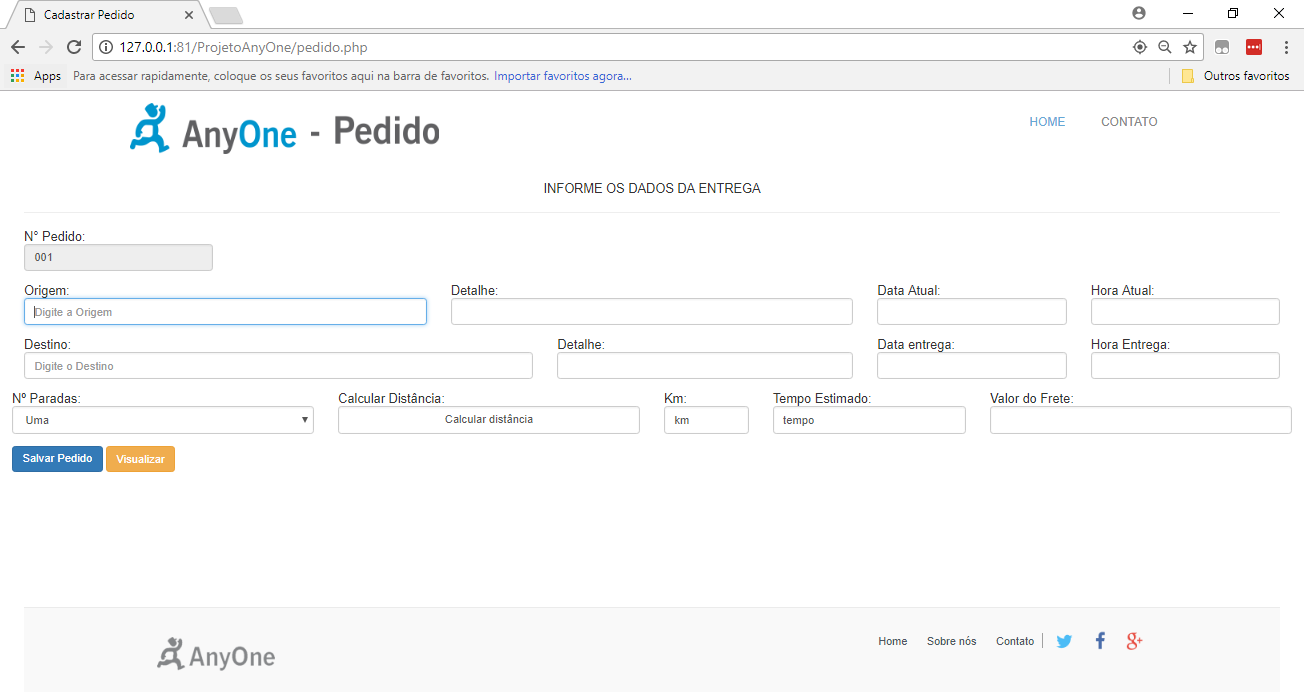 Cadastrar Pedido
127.0.0.1:81/ProjetoAnyOne/pedido.php
Apps Para acessar rapidamente, coloque os seus favoritos aqui na barra de favoritos. Importar favoritos agora... Outros favoritos
AnyOne - Pedido HOME CONTATO
INFORME OS DADOS DA ENTREGA
N° Pedido:
001
Origem: Detalhe: Data Atual: Hora Atual:
Digite a Origem
Destino: Detalhe: Data entrega: Hora Entrega:
Digite o Destino
Nº Paradas: Calcular Distância: Km: Tempo Estimado: Valor do Frete:
Uma Calcular distância km tempo
Salvar Pedido Visualizar
AnyOne Home Sobre nós Contato